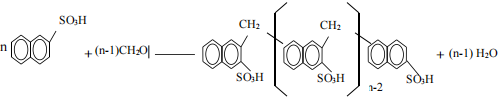 n SO₃H + (n-1)CH₂O| CH₂ SO₃H CH₂ SO₃H n-2 SO₃H + (n-1) H₂O